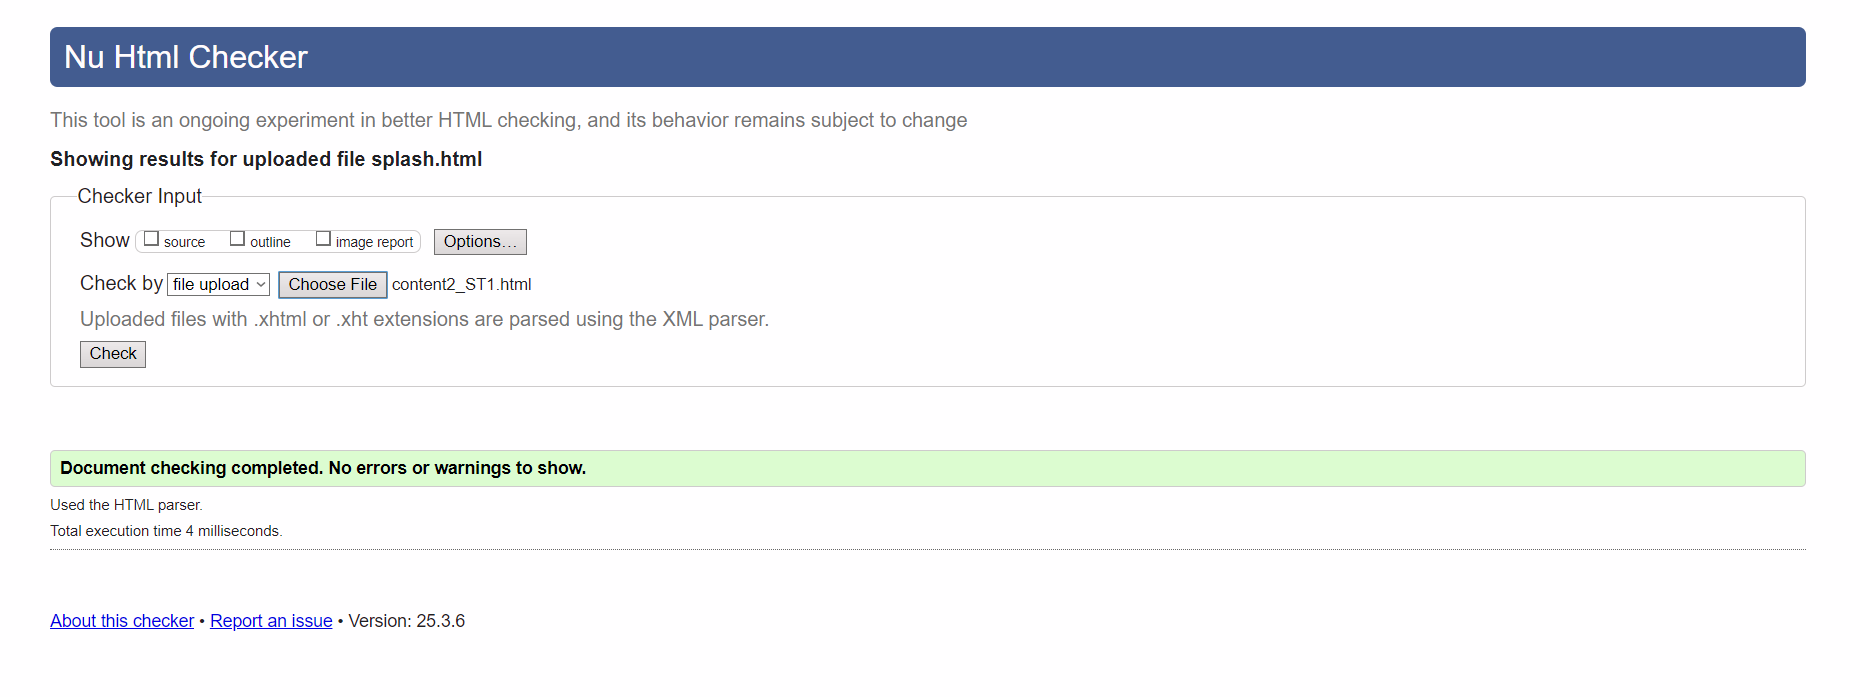 Nu Html Checker
This tool is an ongoing experiment in better HTML checking, and its behavior remains subject to change
Showing results for uploaded file splash.html
Checker Input
Show source outline image report Options…
Check by file upload Choose File content2_ST1.html
Uploaded files with .xhtml or .xht extensions are parsed using the XML parser.
Check
Document checking completed. No errors or warnings to show.
Used the HTML parser.
Total execution time 4 milliseconds.
About this checker • Report an issue • Version: 25.3.6